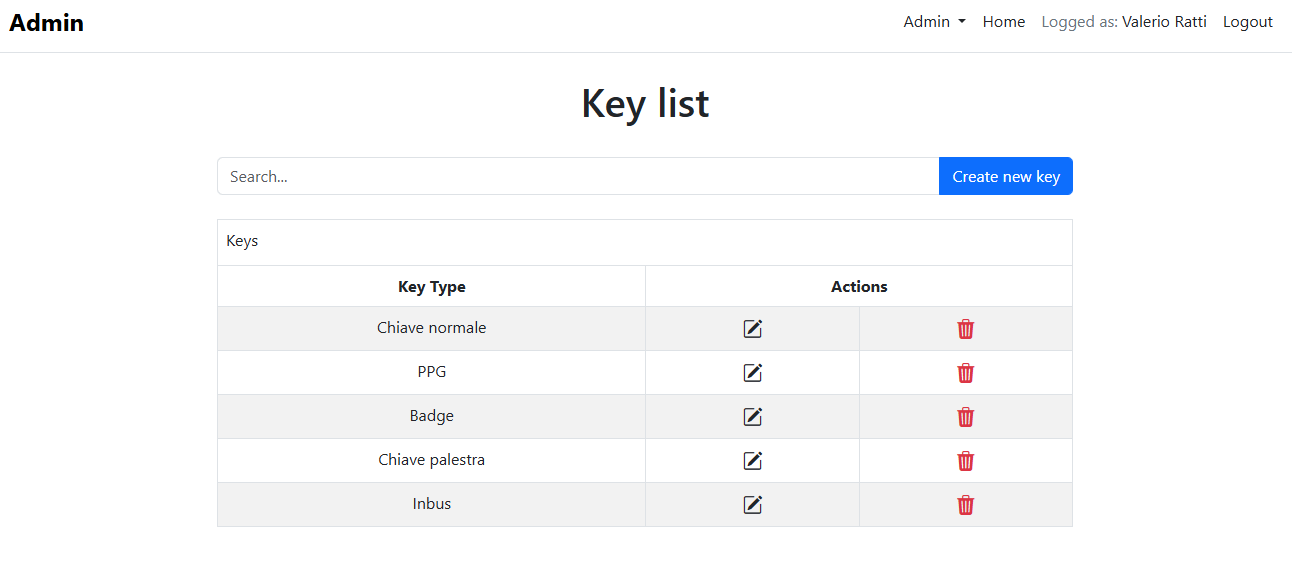 Admin
Admin Home Logged as: Valerio Ratti Logout
Key list
Search...
Create new key
Keys
Key Type Actions
Chiave normale
PPG
Badge
Chiave palestra
Inbus